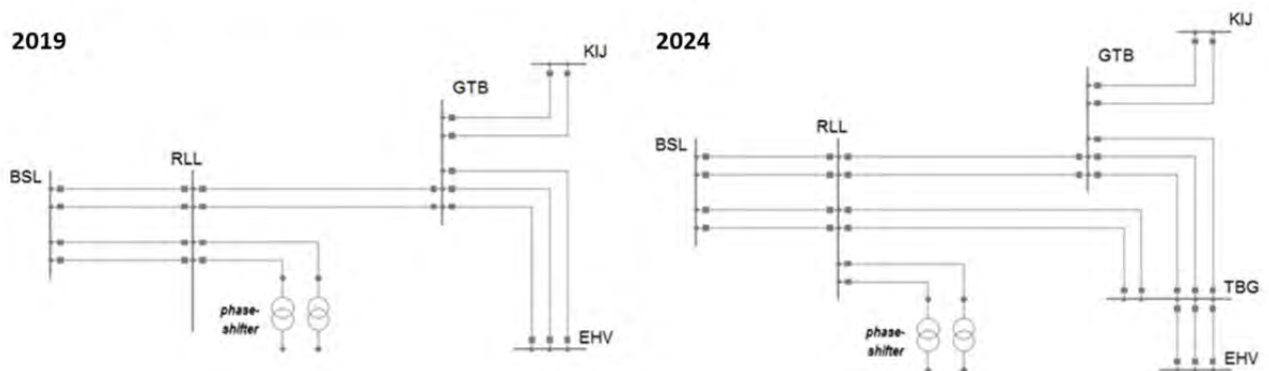 2019
KIJ
GTB
RLL
BSL
phase-
shifter
EHV
2024
KIJ
GTB
RLL
BSL
TBG
phase-
shifter
EHV